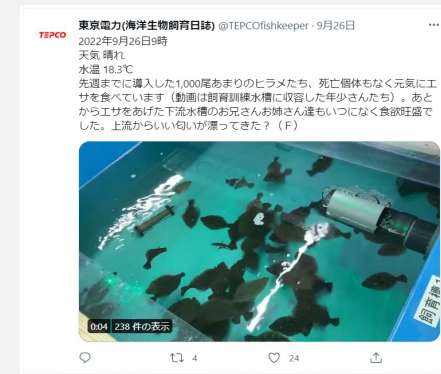 TEPCO
東京電力(海洋生物飼育日誌) @TEPCOfishkeeper · 9月26日
2022年9月26日9時
天気 晴れ
水温 18.3℃
先週までに導入した1,000尾あまりのヒラメたち、死亡個体もなく元気にエ
サを食べています（動画は飼育訓練水槽に収容した年少さんたち）。あと
からエサをあげた下流水槽のお兄さんお姉さん達もいつになく食欲旺盛で
した。上流からいい匂いが漂ってきた？（Ｆ）
飼育槽1
0:04 238 件の表示
4
24